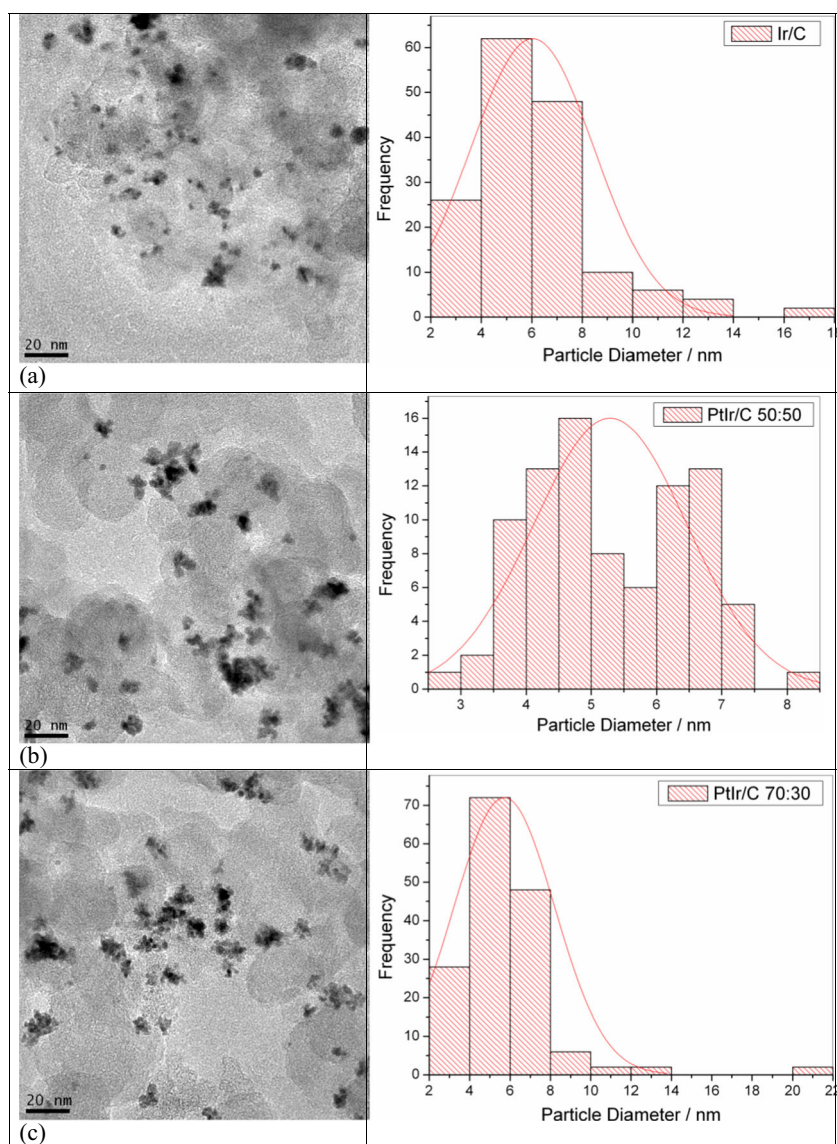 Ir/C
60
50
40
30
20
10
0
Frequency
2 4 6 8 10 12 14 16 18
Particle Diameter / nm
20 nm
(a)
PtIr/C 50:50
16
14
12
10
8
6
4
2
0
Frequency
3 4 5 6 7 8
Particle Diameter / nm
20 nm
(b)
PtIr/C 70:30
70
60
50
40
30
20
10
0
Frequency
2 4 6 8 10 12 14 16 18 20 22
Particle Diameter / nm
20 nm
(c)